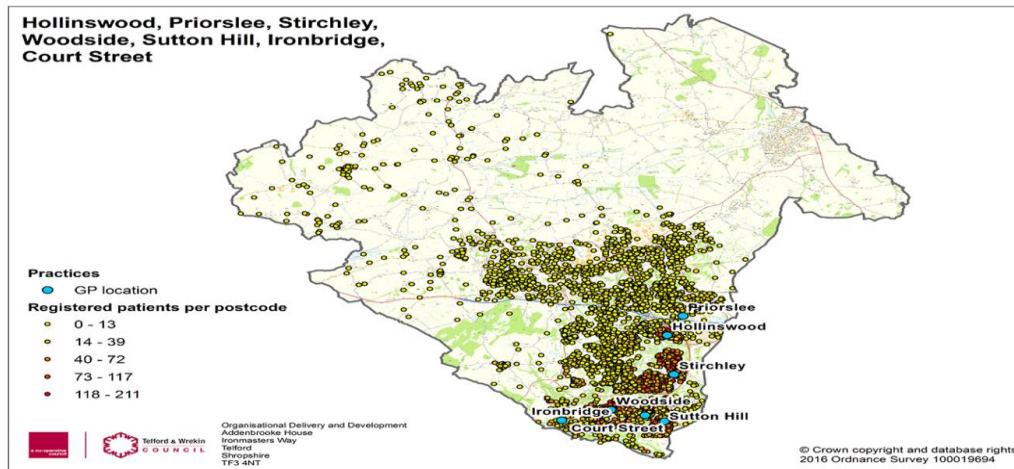 Hollinswood, Priorslee, Stirchley,
Woodside, Sutton Hill, Ironbridge,
Court Street
Priorslee
Hollinswood
Stirchley
Woodside
Ironbridge
Sutton Hill
Court Street
Practices
GP location
Registered patients per postcode
0 - 13
14 - 39
40 - 72
73 - 117
118 - 211
a co-operative
council
Telford & Wrekin
COUNCIL
Organisational Delivery and Development
Addenbrooke House
Ironmasters Way
Telford
Shropshire
TF3 4NT
© Crown copyright and database rights
2016 Ordnance Survey 100019694